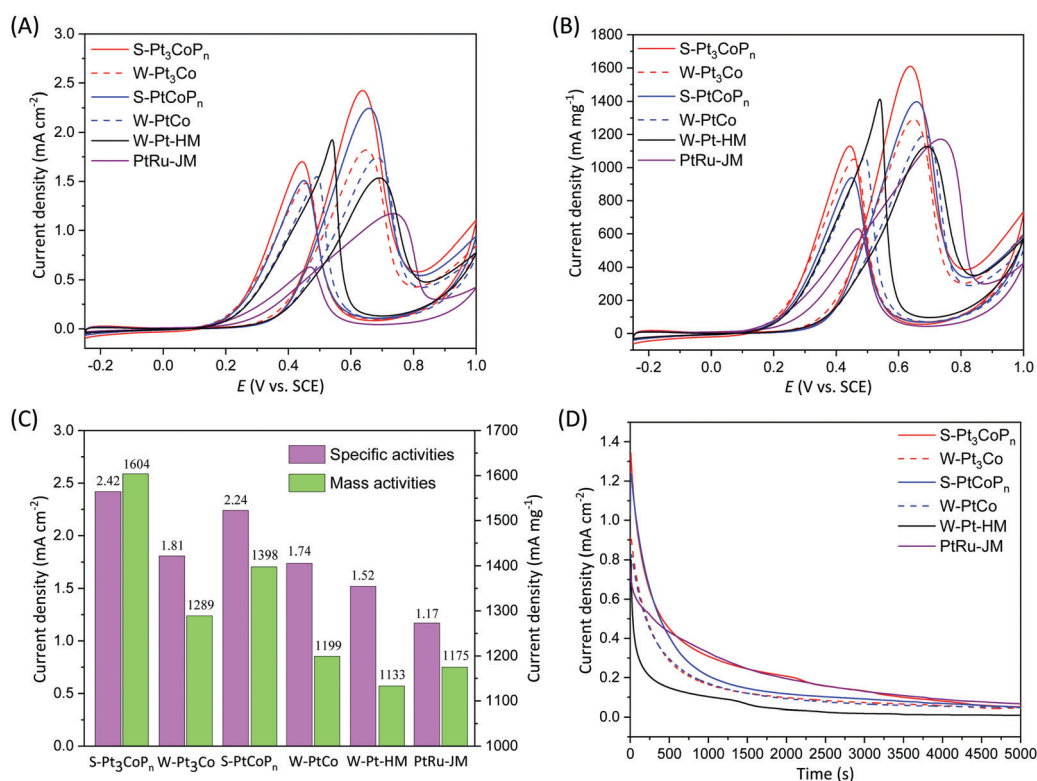 (A)
S-Pt₃CoPₙ
W-Pt₃Co
S-PtCoPₙ
W-PtCo
W-Pt-HM
PtRu-JM
Current density (mA cm⁻²)
3.0
2.5
2.0
1.5
1.0
0.5
0.0
-0.2 0.0 0.2 0.4 0.6 0.8 1.0
E (V vs. SCE)
(B)
S-Pt₃CoPₙ
W-Pt₃Co
S-PtCoPₙ
W-PtCo
W-Pt-HM
PtRu-JM
Current density (mA mg⁻¹)
1800
1600
1400
1200
1000
800
600
400
200
0
-0.2 0.0 0.2 0.4 0.6 0.8 1.0
E (V vs. SCE)
(C)
Specific activities
Mass activities
Current density (mA cm⁻²)
3.0
2.5
2.0
1.5
1.0
0.5
0.0
2.42 1604
1.81 1289
2.24 1398
1.74 1199
1.52 1133
1.17 1175
1700
1600
1500
1400
1300
1200
1100
1000
Current density (mA mg⁻¹)
S-Pt₃CoPₙ W-Pt₃Co S-PtCoPₙ W-PtCo W-Pt-HM PtRu-JM
(D)
S-Pt₃CoPₙ
W-Pt₃Co
S-PtCoPₙ
W-PtCo
W-Pt-HM
PtRu-JM
Current density (mA cm⁻²)
1.4
1.2
1.0
0.8
0.6
0.4
0.2
0.0
0 500 1000 1500 2000 2500 3000 3500 4000 4500 5000
Time (s)